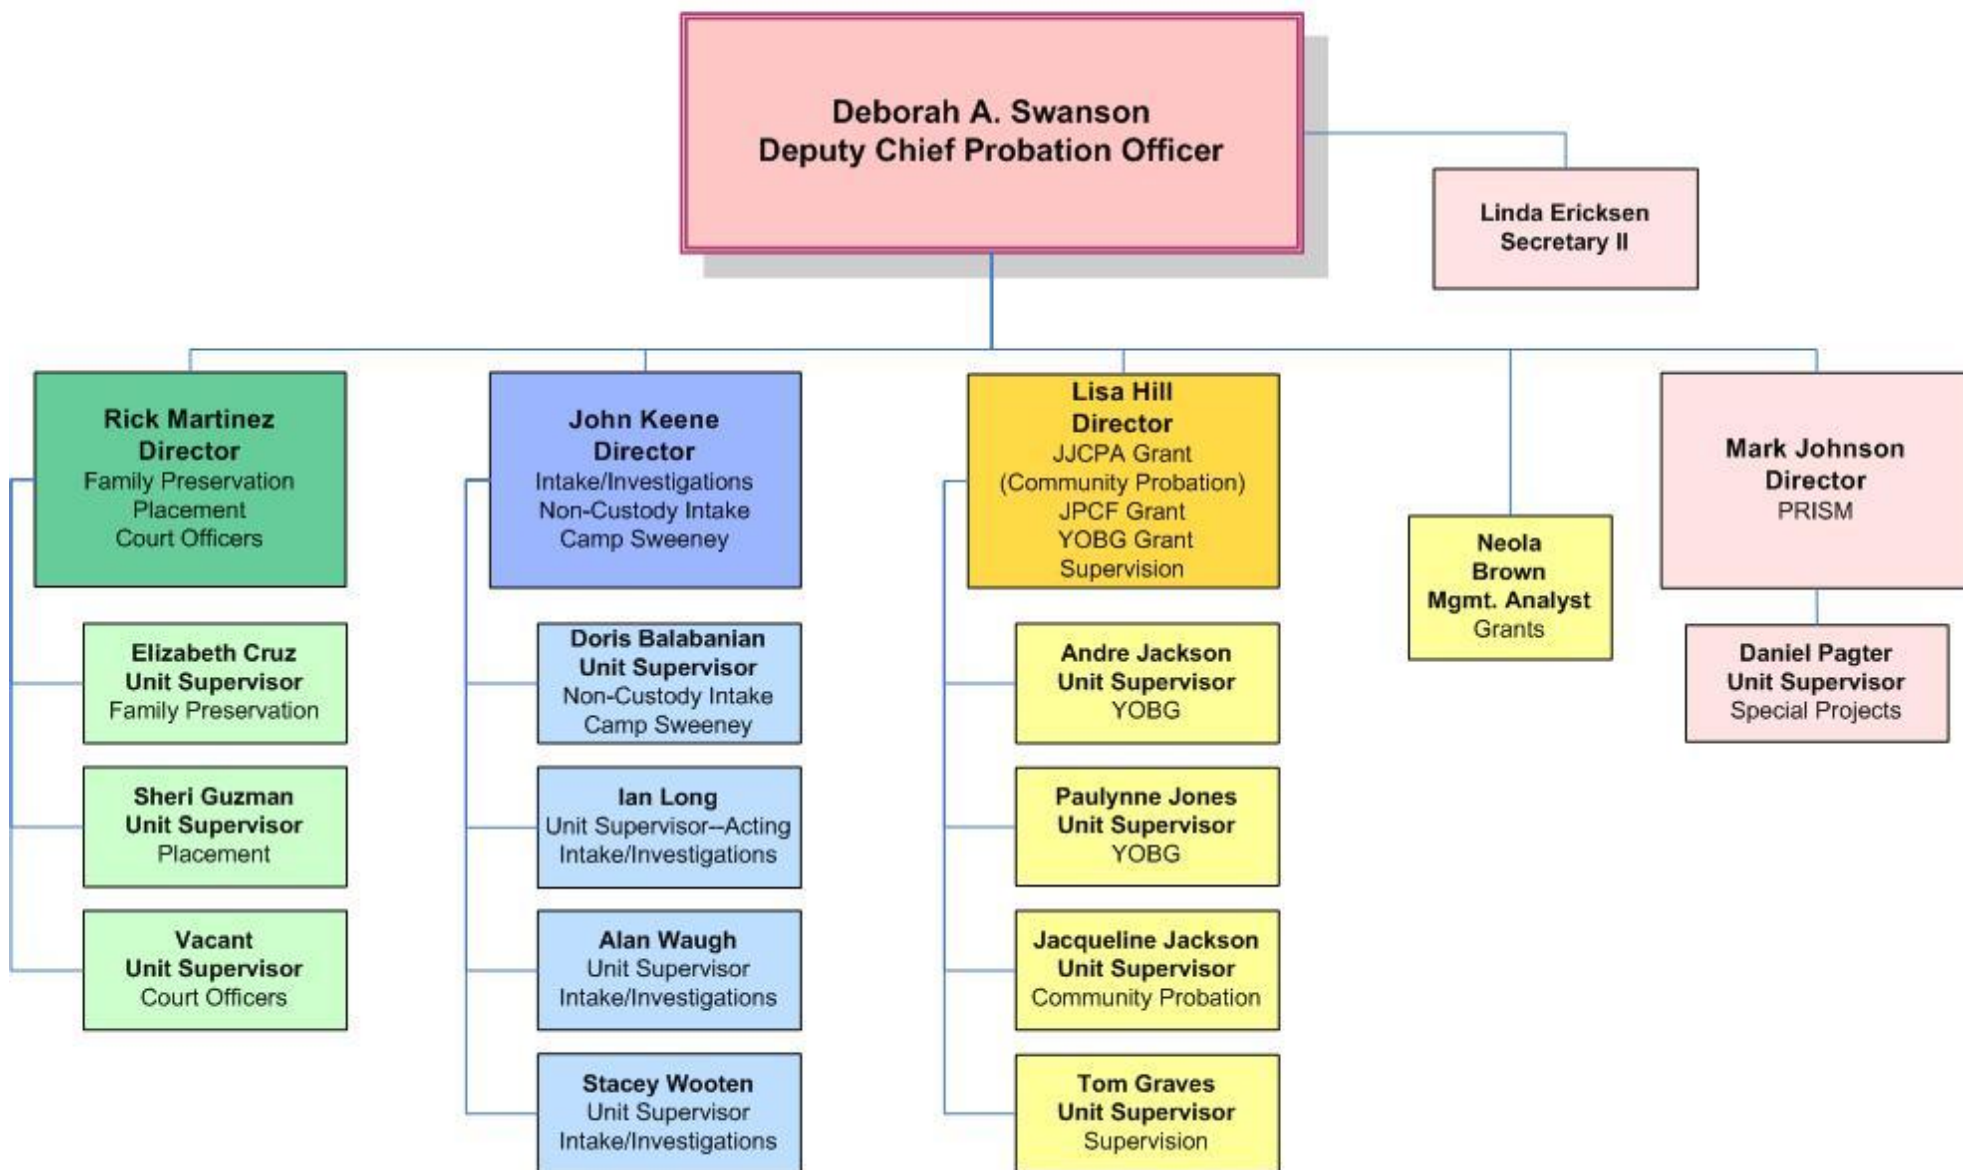 Deborah A. Swanson
Deputy Chief Probation Officer
Linda Ericksen
Secretary II
Rick Martinez
Director
Family Preservation
Placement
Court Officers
Elizabeth Cruz
Unit Supervisor
Family Preservation
Sheri Guzman
Unit Supervisor
Placement
Vacant
Unit Supervisor
Court Officers
John Keene
Director
Intake/Investigations
Non-Custody Intake
Camp Sweeney
Doris Balabanian
Unit Supervisor
Non-Custody Intake
Camp Sweeney
Ian Long
Unit Supervisor--Acting
Intake/Investigations
Alan Waugh
Unit Supervisor
Intake/Investigations
Stacey Wooten
Unit Supervisor
Intake/Investigations
Lisa Hill
Director
JJCPA Grant
(Community Probation)
JPCF Grant
YOBG Grant
Supervision
Andre Jackson
Unit Supervisor
YOBG
Paulynne Jones
Unit Supervisor
YOBG
Jacqueline Jackson
Unit Supervisor
Community Probation
Tom Graves
Unit Supervisor
Supervision
Neola
Brown
Mgmt. Analyst
Grants
Mark Johnson
Director
PRISM
Daniel Pagter
Unit Supervisor
Special Projects